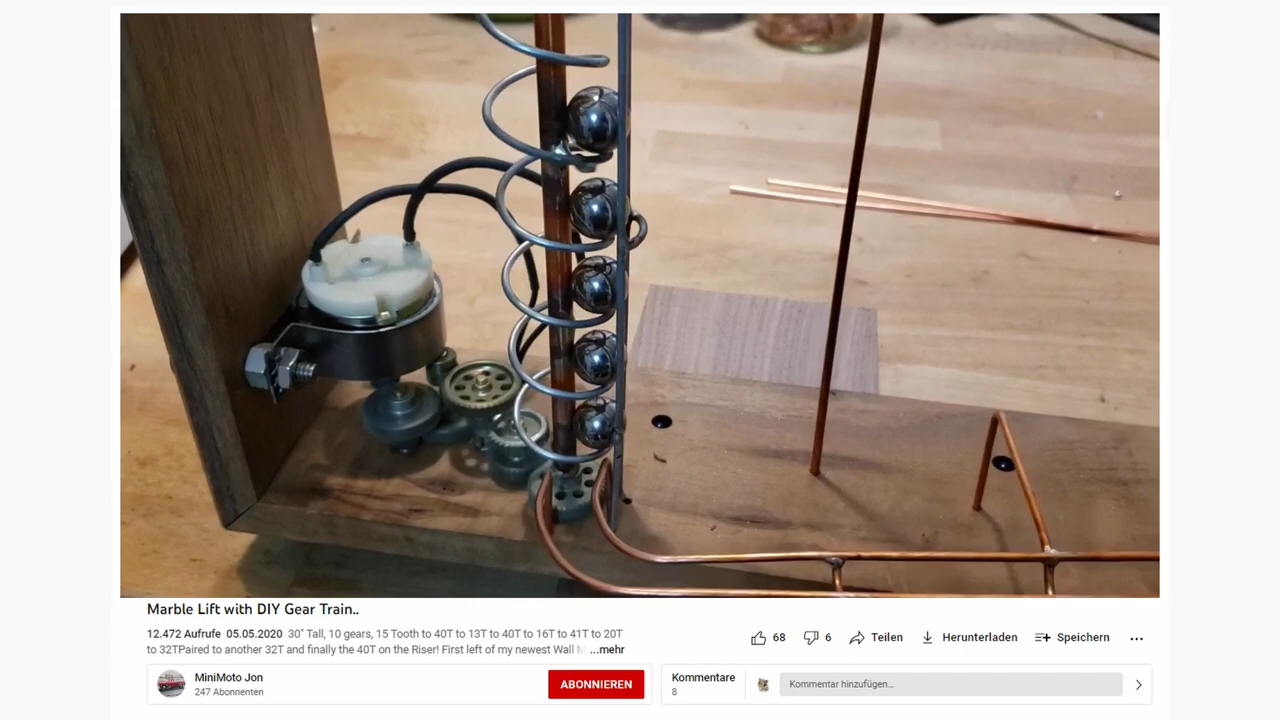 Marble Lift with DIY Gear Train..
12.472 Aufrufe 05.05.2020 30" Tall, 10 gears, 15 Tooth to 40T to 13T to 40T to 16T to 41T to 20T
to 32TPaired to another 32T and finally the 40T on the Riser! First left of my newest Wall M ...mehr
68
6
Teilen
Herunterladen
Speichern
MiniMoto Jon
247 Abonnenten
ABONNIEREN
Kommentare
8
Kommentar hinzufügen...